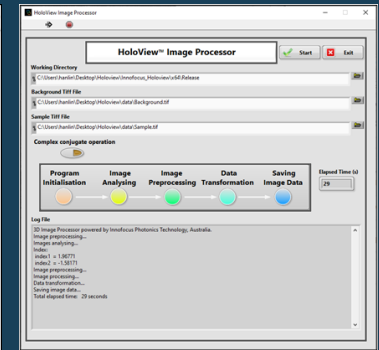 HoloView Image Processor
HoloView™ Image Processor
Start
Exit
Working Directory
C:\Users\hanlin\Desktop\Holoview\Innofocus_Holoview\x64\Release
Background Tiff File
C:\Users\hanlin\Desktop\Holoview\data\Background.tif
Sample Tiff File
C:\Users\hanlin\Desktop\Holoview\data\Sample.tif
Complex conjugate operation
Program Initialisation
Image Analysing
Image Preprocessing
Data Transformation
Saving Image Data
Elapsed Time (s)
29
Log File
3D Image Processor powered by Innofocus Photonics Technology, Australia.
Image preprocessing...
Images analysing...
Index:
index1 = 1.96771
index2 = -1.58171
Image preprocessing...
Image processing...
Data transformation...
Saving image data...
Total elapsed time: 29 seconds